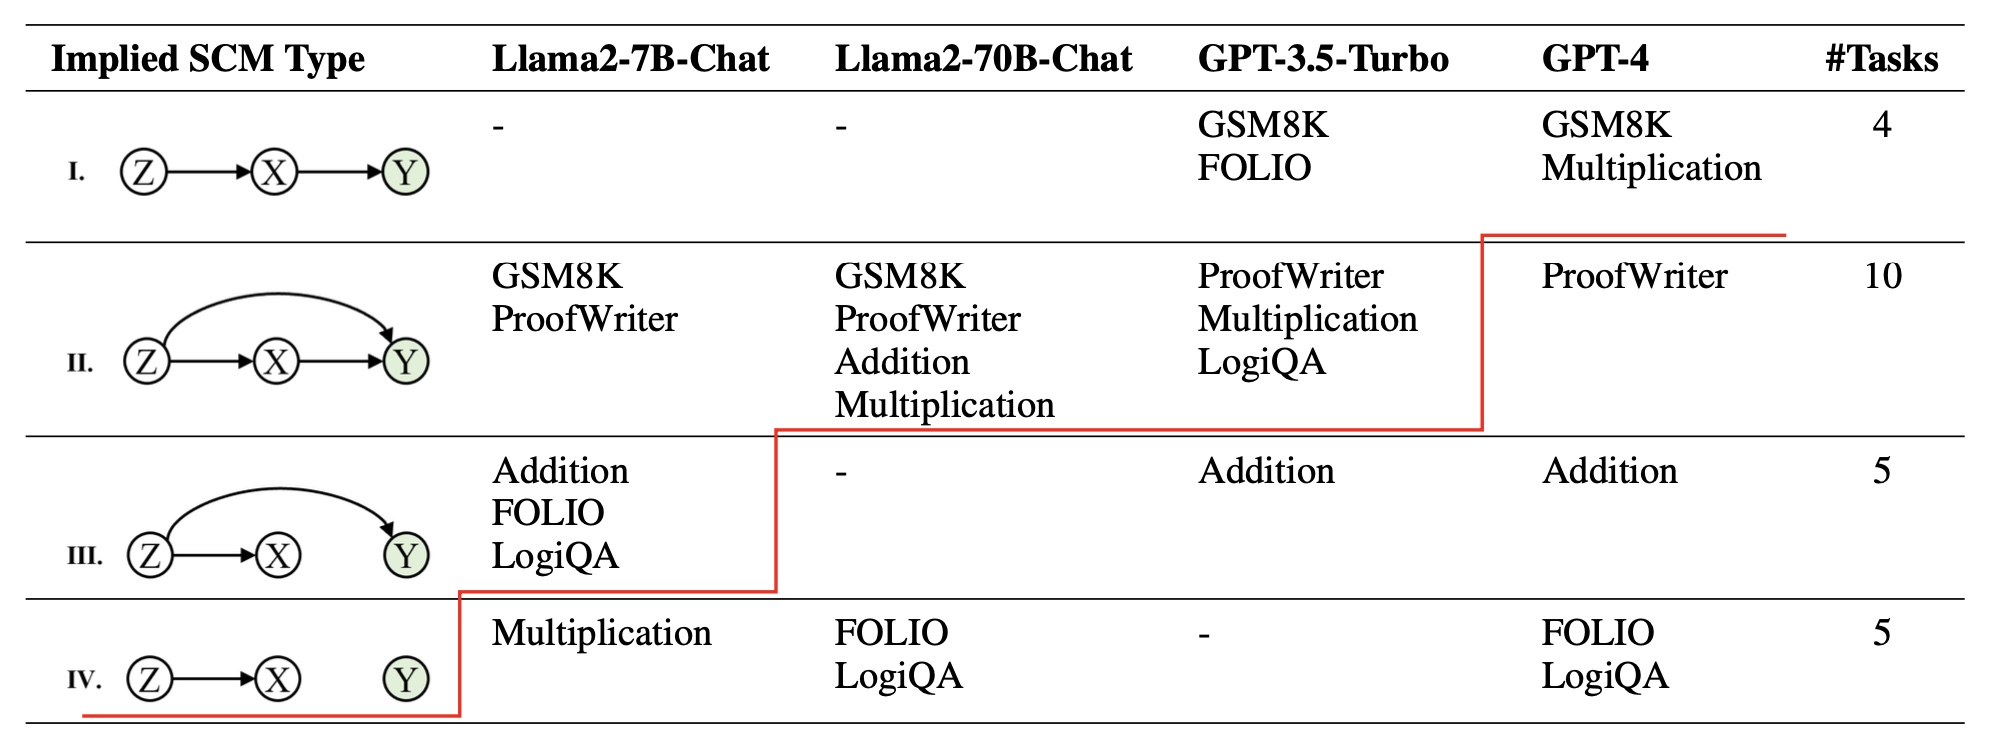 Implied SCM Type Llama2-7B-Chat Llama2-70B-Chat GPT-3.5-Turbo GPT-4 #Tasks
I. Z X Y - - GSM8K GSM8K 4
FOLIO Multiplication
II. Z X Y GSM8K GSM8K ProofWriter ProofWriter 10
ProofWriter ProofWriter Multiplication
Addition LogiQA
Multiplication
III. Z X Y Addition - Addition Addition 5
FOLIO
LogiQA
IV. Z X Y Multiplication FOLIO - FOLIO 5
LogiQA LogiQA